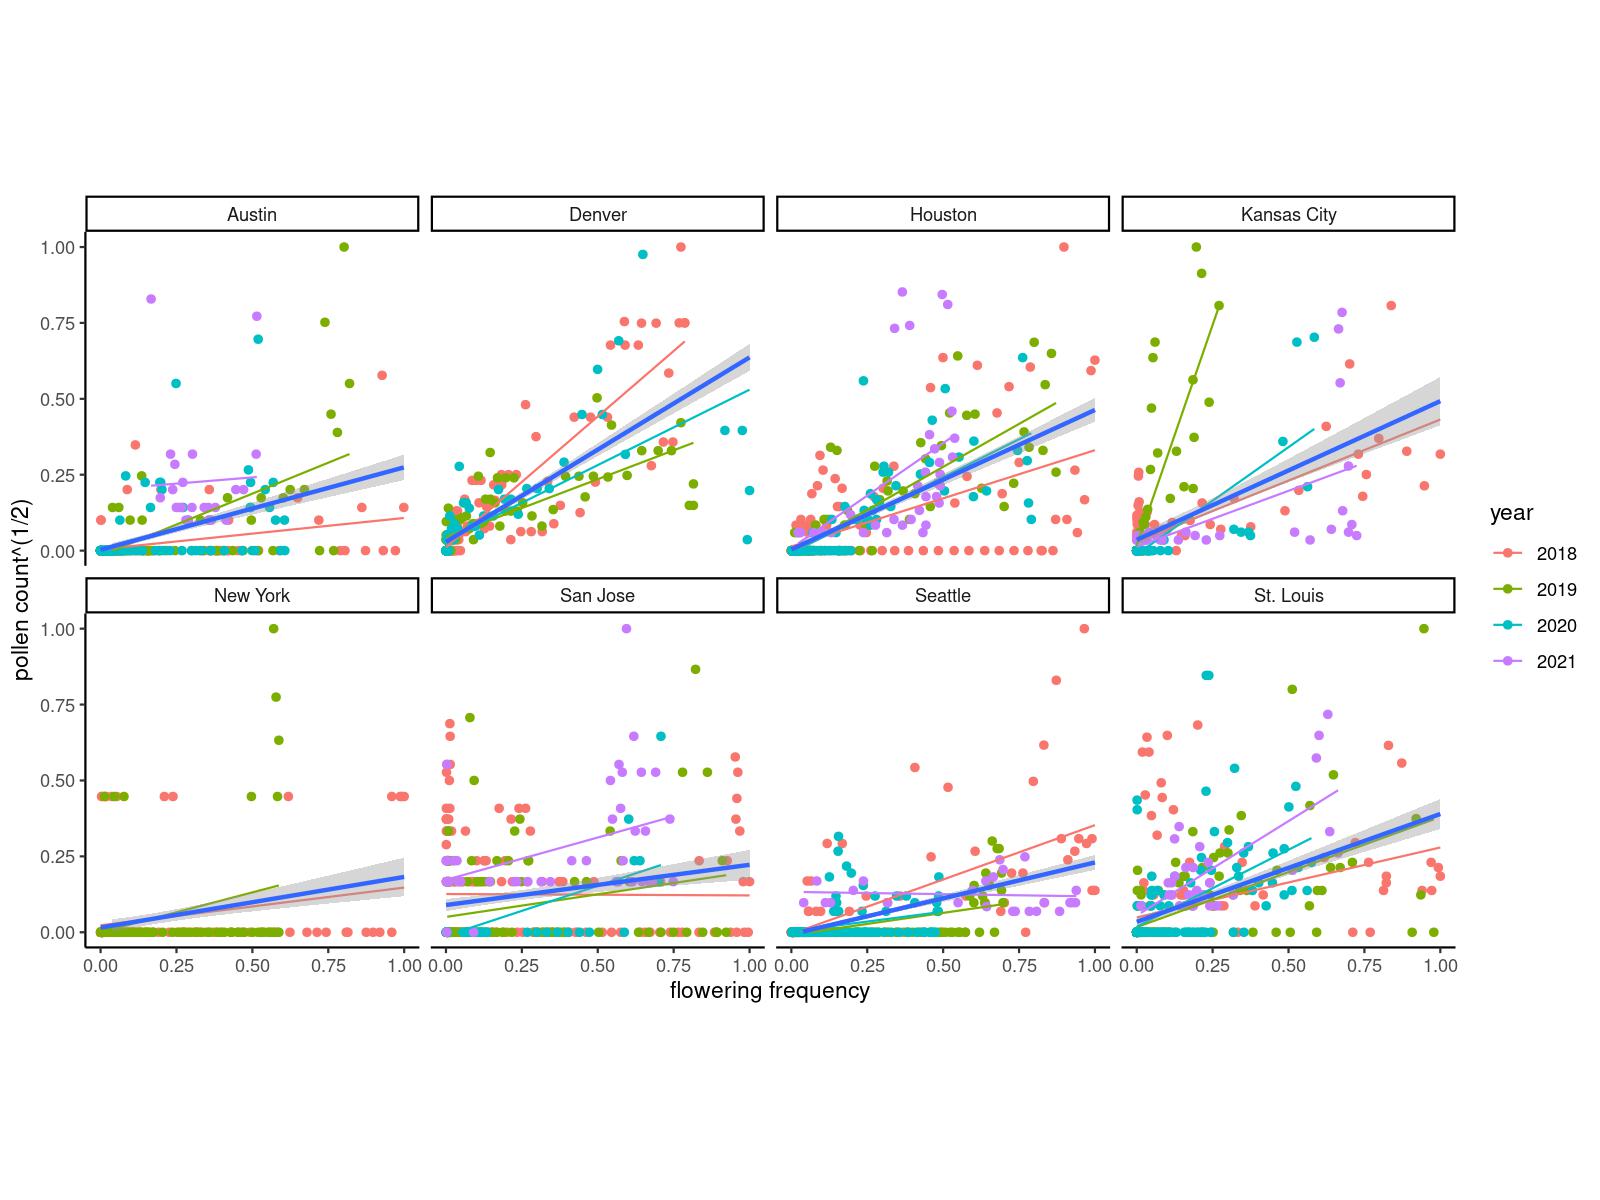 Austin Denver Houston Kansas City
1.00
0.75
0.50
0.25
0.00
New York San Jose Seattle St. Louis
1.00
0.75
0.50
0.25
0.00
0.00 0.25 0.50 0.75 1.00 0.00 0.25 0.50 0.75 1.00 0.00 0.25 0.50 0.75 1.00 0.00 0.25 0.50 0.75 1.00
flowering frequency
pollen count^(1/2)
year
2018
2019
2020
2021